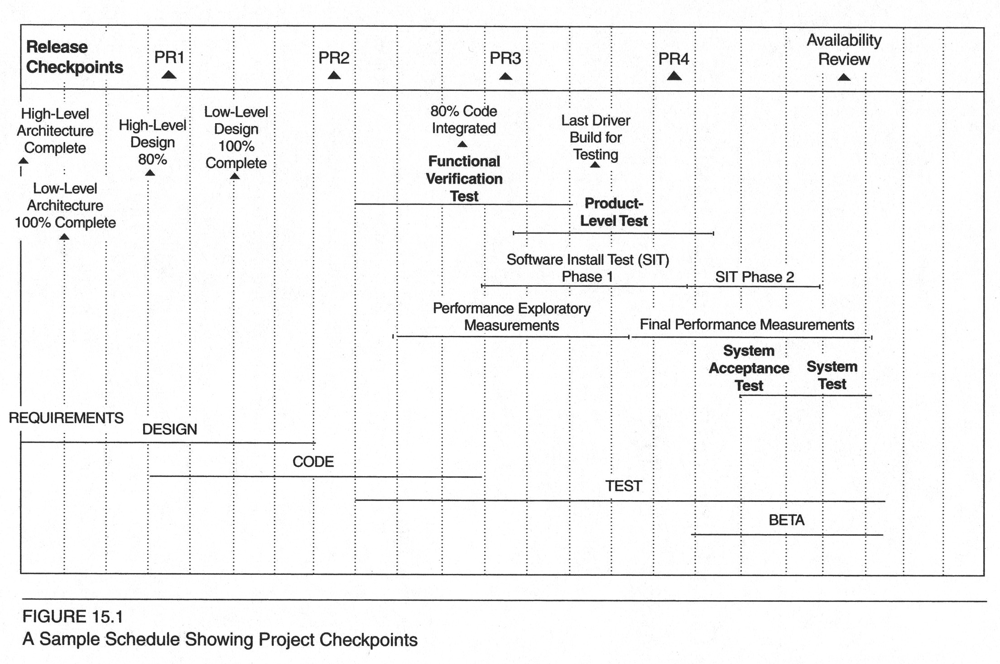 Release
Checkpoints
PR1
PR2
PR3
PR4
Availability
Review
High-Level
Architecture
Complete
Low-Level
Architecture
100% Complete
High-Level
Design
80%
Low-Level
Design
100%
Complete
80% Code
Integrated
Functional
Verification
Test
Last Driver
Build for
Testing
Product-
Level Test
Software Install Test (SIT)
Phase 1
SIT Phase 2
Performance Exploratory
Measurements
Final Performance Measurements
System
Acceptance
Test
System
Test
REQUIREMENTS
DESIGN
CODE
TEST
BETA
FIGURE 15.1
A Sample Schedule Showing Project Checkpoints